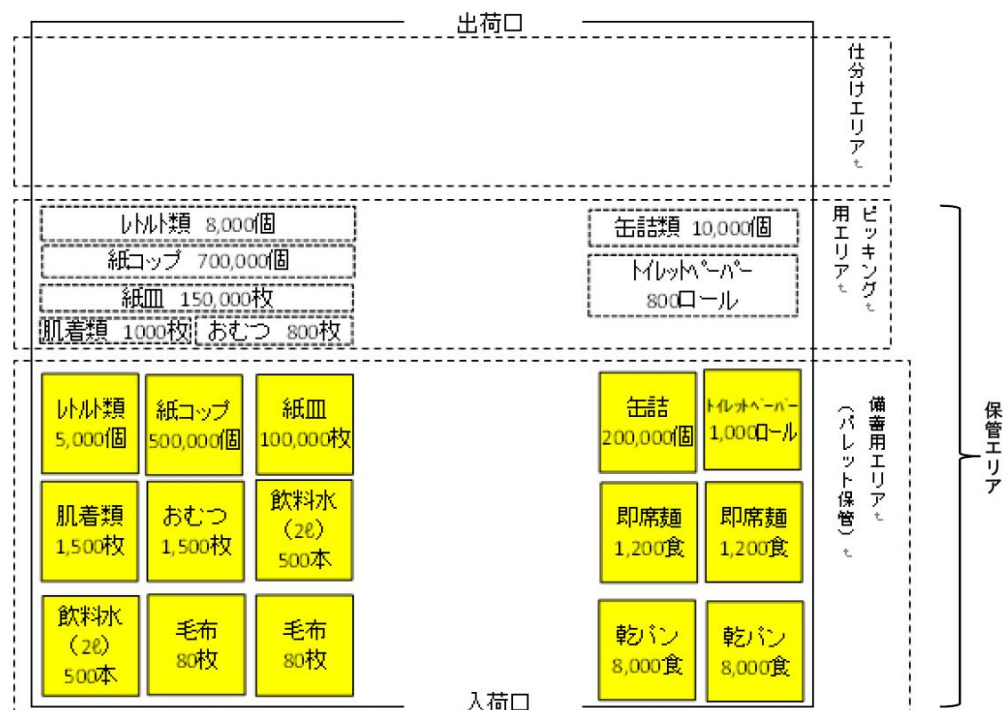 出荷口
仕分けエリア
レトルト類 8,000個
紙コップ 700,000個
紙皿 150,000枚
肌着類 1000枚
おむつ 800枚
缶詰類 10,000個
トイレットペーパー
800ロール
ピッキング
用エリア
レトルト類
5,000個
紙コップ
500,000個
紙皿
100,000枚
缶詰
200,000個
トイレットペーパー
1,000ロール
肌着類
1,500枚
おむつ
1,500枚
飲料水
(2ℓ)
500本
即席麺
1,200食
即席麺
1,200食
飲料水
(2ℓ)
500本
毛布
80枚
毛布
80枚
乾パン
8,000食
乾パン
8,000食
備蓄用エリア
(パレット保管)
保管エリア
入荷口